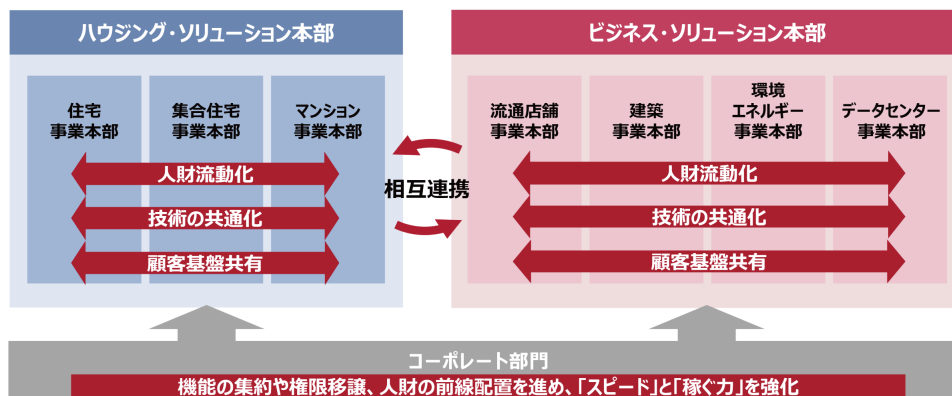 ハウジング・ソリューション本部
住宅
事業本部
集合住宅
事業本部
マンション
事業本部
人財流動化
技術の共通化
顧客基盤共有
相互連携
ビジネス・ソリューション本部
流通店舗
事業本部
建築
事業本部
環境
エネルギー
事業本部
データセンター
事業本部
人財流動化
技術の共通化
顧客基盤共有
コーポレート部門
機能の集約や権限移譲、人財の前線配置を進め、「スピード」と「稼ぐ力」を強化